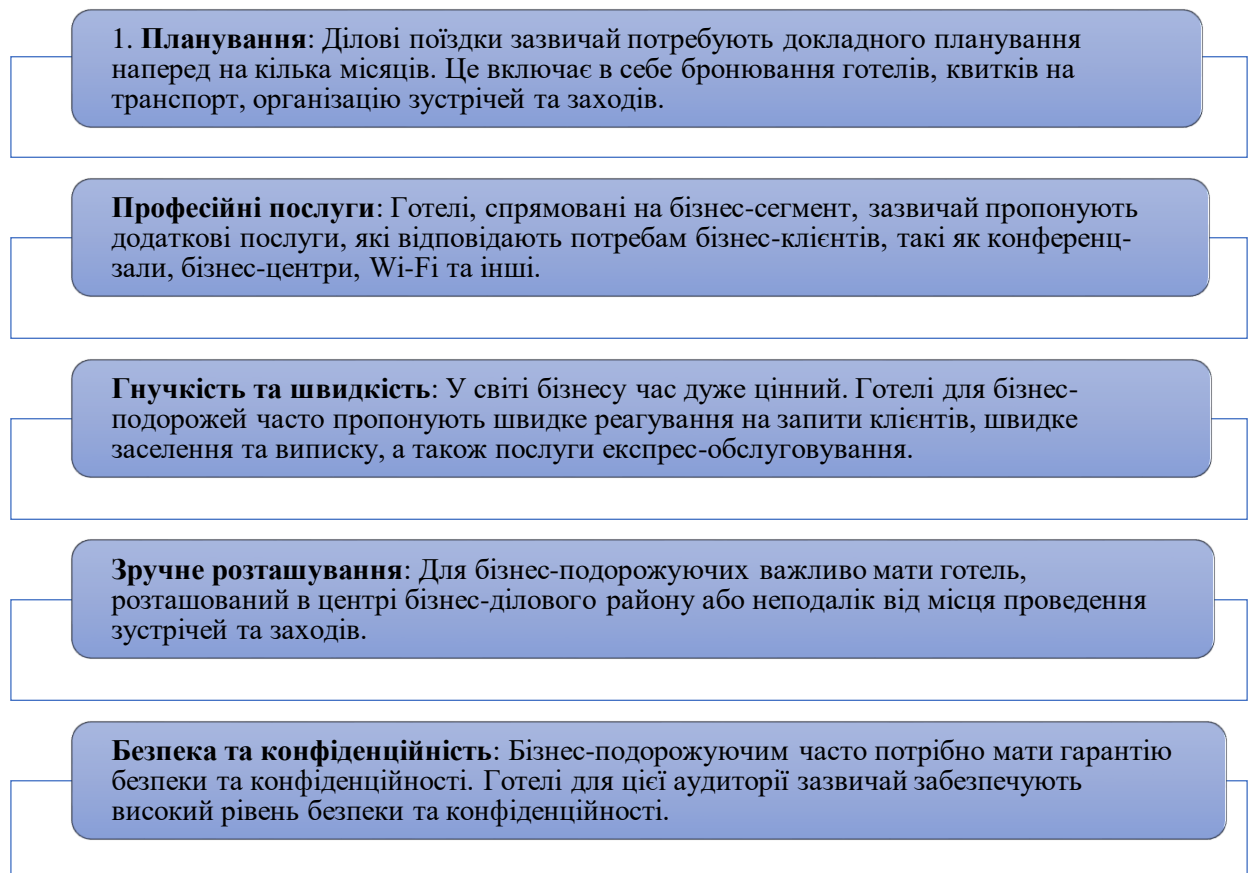 1. Планування: Ділові поїздки зазвичай потребують докладного планування
наперед на кілька місяців. Це включає в себе бронювання готелів, квитків на
транспорт, організацію зустрічей та заходів.
Професійні послуги: Готелі, спрямовані на бізнес-сегмент, зазвичай пропонують
додаткові послуги, які відповідають потребам бізнес-клієнтів, такі як конференц-
зали, бізнес-центри, Wi-Fi та інші.
Гнучкість та швидкість: У світі бізнесу час дуже цінний. Готелі для бізнес-
подорожей часто пропонують швидке реагування на запити клієнтів, швидке
заселення та виписку, а також послуги експрес-обслуговування.
Зручне розташування: Для бізнес-подорожуючих важливо мати готель,
розташований в центрі бізнес-ділового району або неподалік від місця проведення
зустрічей та заходів.
Безпека та конфіденційність: Бізнес-подорожуючим часто потрібно мати гарантію
безпеки та конфіденційності. Готелі для цієї аудиторії зазвичай забезпечують
високий рівень безпеки та конфіденційності.